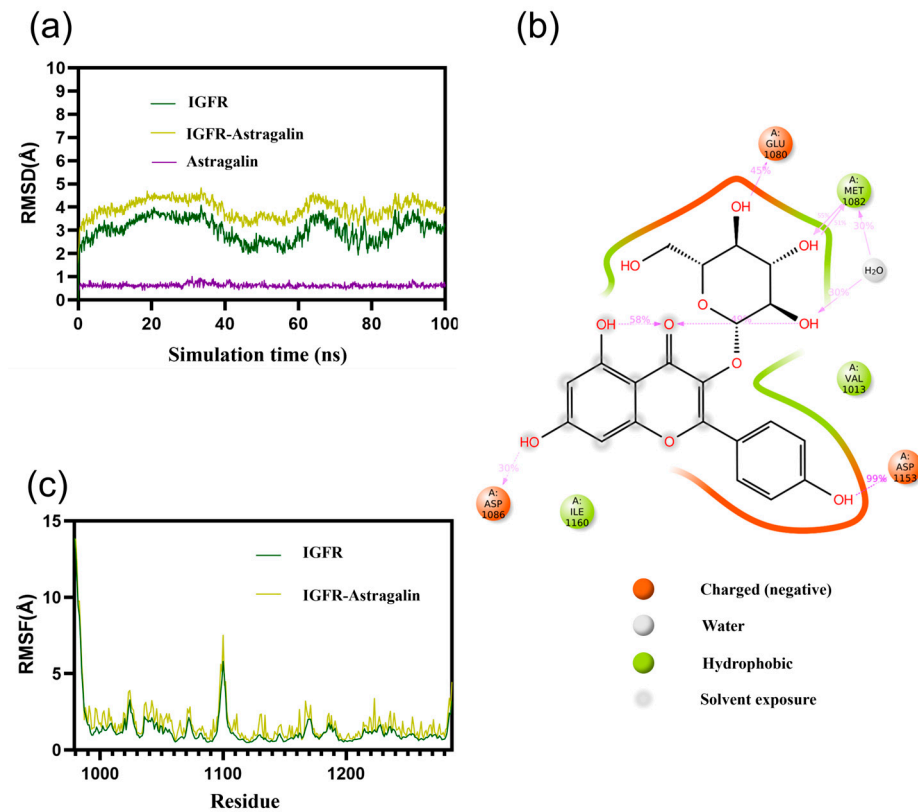 (a)
10
9
8
7
6
5
4
3
2
1
0
RMSD(Å)
IGFR
IGFR-Astragalin
Astragalin
0
20
40
60
80
100
Simulation time (ns)
(b)
A:
GLU
1080
45%
A:
MET
1082
30%
H₂O
30%
OH
OH
HO
O
OH
OH
58%
O
O
O
HO
30%
A:
VAL
1013
A:
ASP
1153
99%
OH
A:
ASP
1086
A:
ILE
1160
Charged (negative)
Water
Hydrophobic
Solvent exposure
(c)
15
10
5
0
RMSF(Å)
IGFR
IGFR-Astragalin
1000
1100
1200
Residue